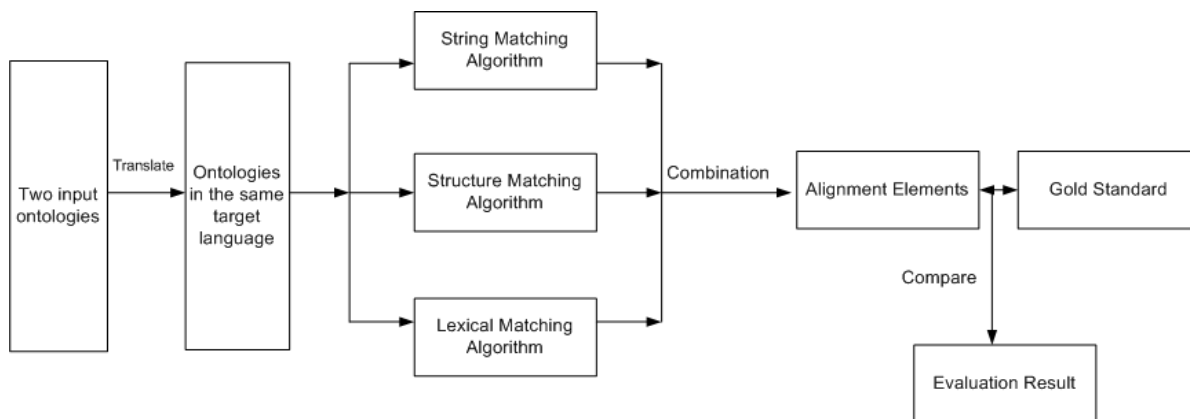 Two input
ontologies
Translate
Ontologies
in the same
target
language
String Matching
Algorithm
Structure Matching
Algorithm
Lexical Matching
Algorithm
Combination
Alignment Elements
Gold Standard
Compare
Evaluation Result